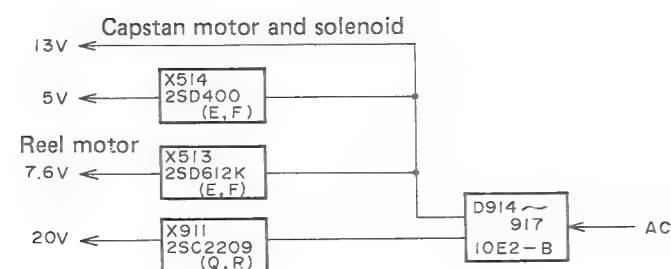 Capstan motor and solenoid
13V
X514
5V
2SD400
(E,F)
Reel motor
X513
7.6V
2SD612K
(E,F)
D914~
917
10E2-B
AC
X911
20V
2SC2209
(Q,R)